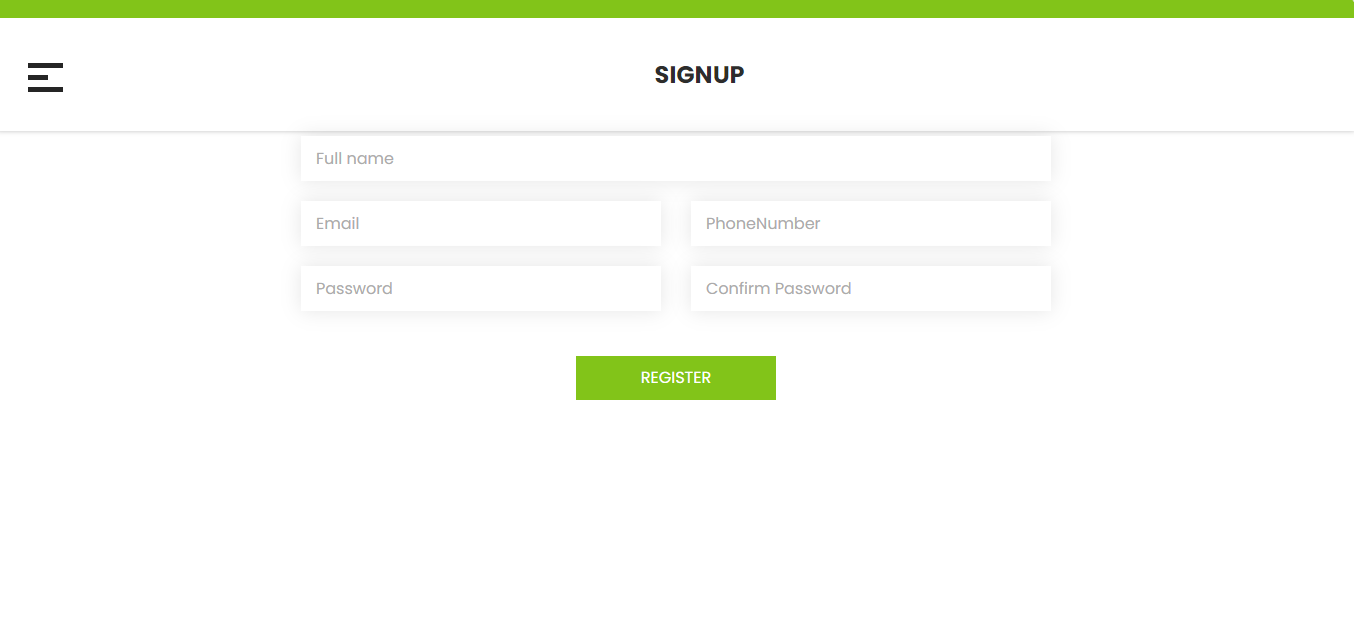 SIGNUP
Full name
Email
PhoneNumber
Password
Confirm Password
REGISTER